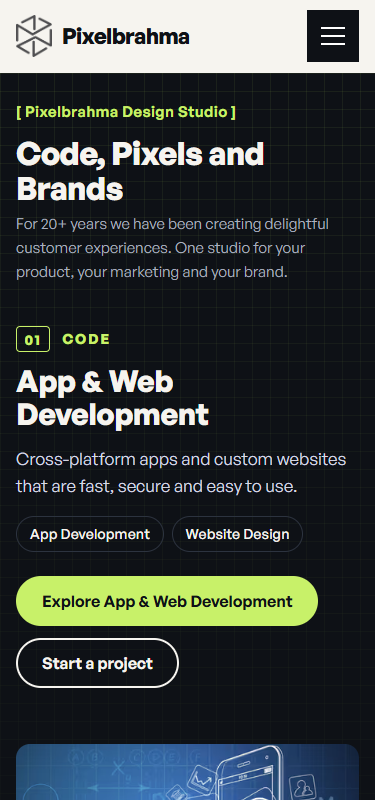 Pixelbrahma
[ Pixelbrahma Design Studio ]
Code, Pixels and
Brands
For 20+ years we have been creating delightful
customer experiences. One studio for your
product, your marketing and your brand.
01 CODE
App & Web
Development
Cross-platform apps and custom websites
that are fast, secure and easy to use.
App Development Website Design
Explore App & Web Development
Start a project